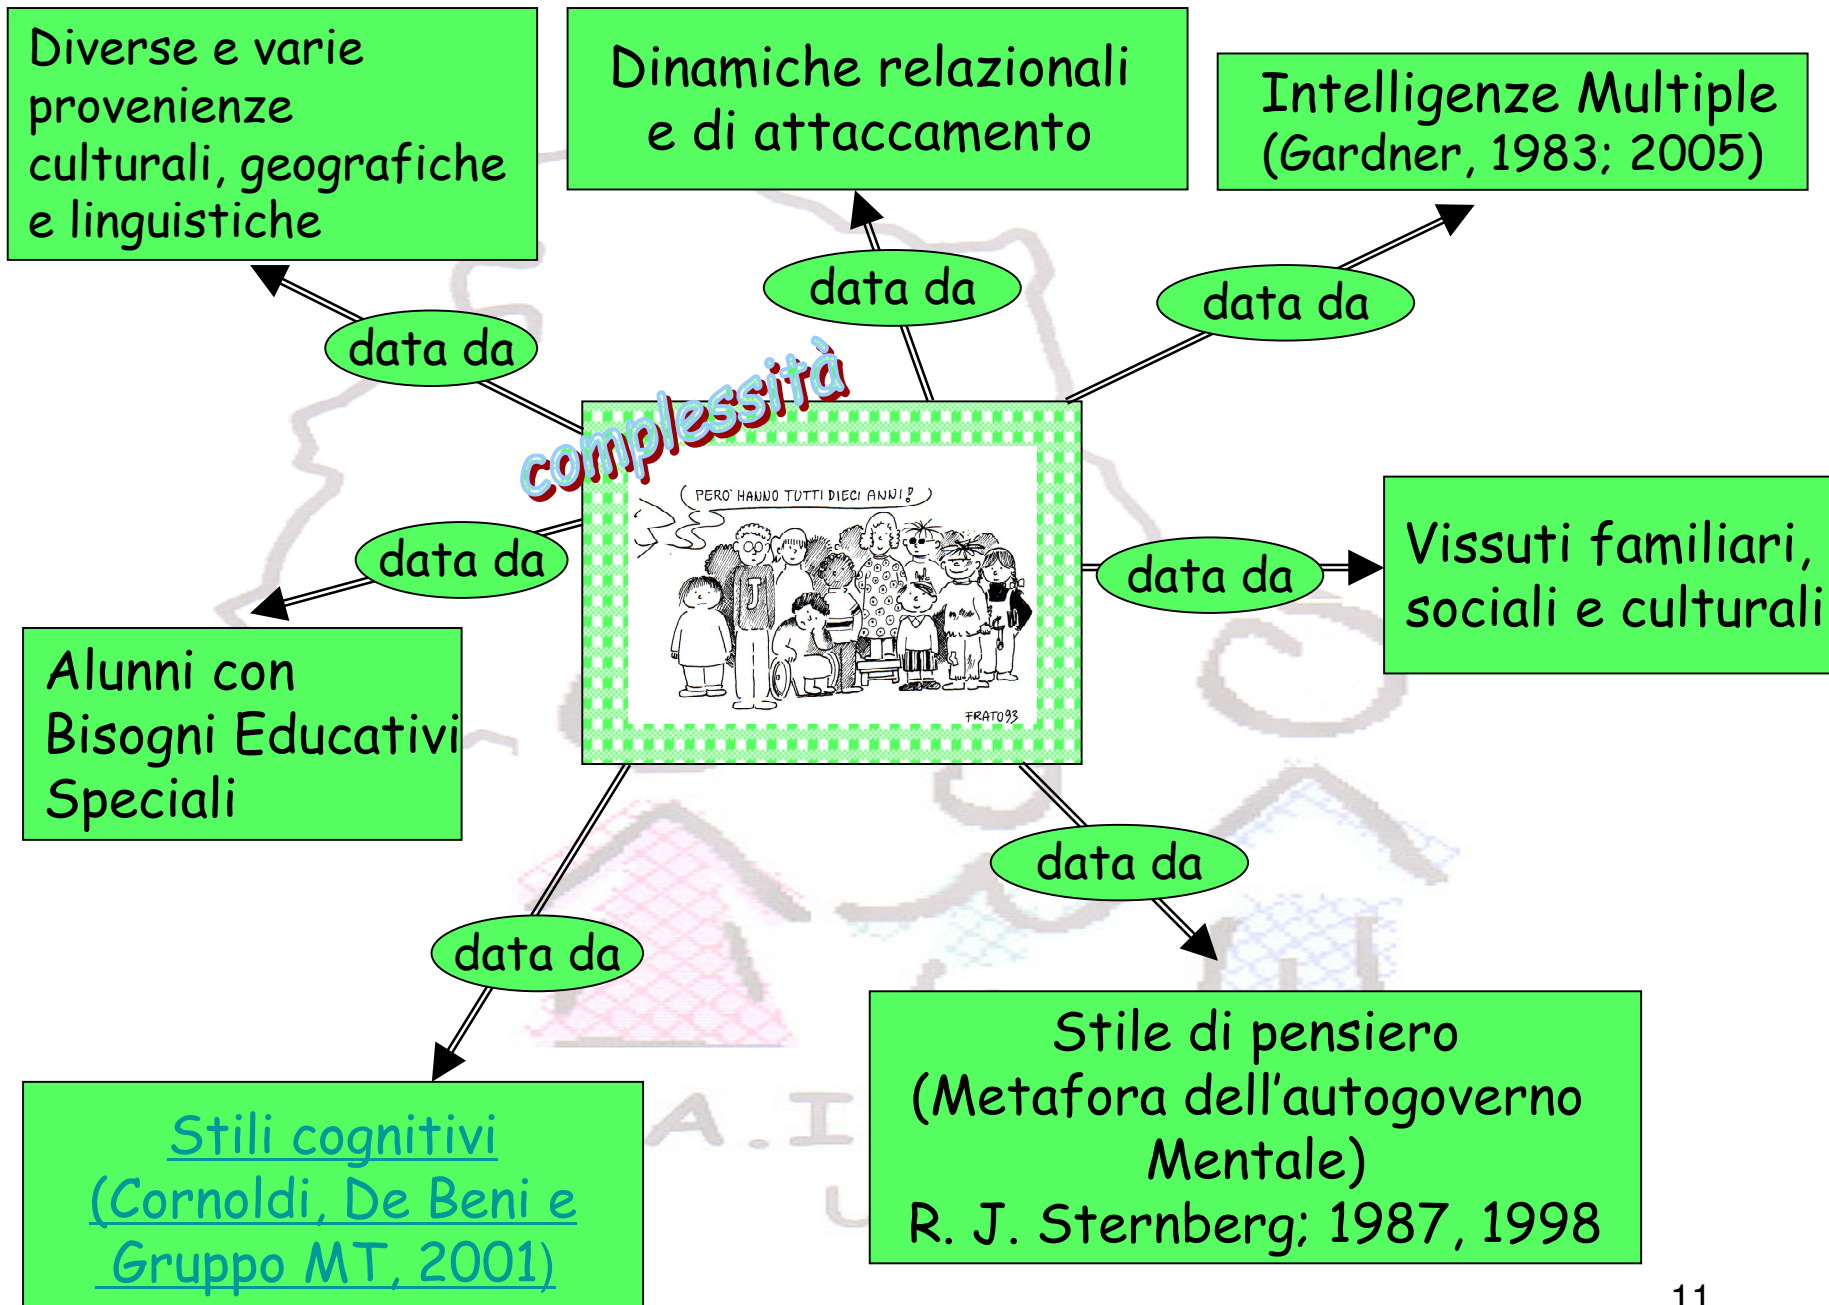 Diverse e varie
provenienze
culturali, geografiche
e linguistiche
Dinamiche relazionali
e di attaccamento
Intelligenze Multiple
(Gardner, 1983; 2005)
data da
data da
data da
complessità
PERO' HANNO TUTTI DIECI ANNI!
J
W.
FRATO93
data da
data da
Vissuti familiari,
sociali e culturali
Alunni con
Bisogni Educativi
Speciali
data da
data da
Stile di pensiero
(Metafora dell'autogoverno
Mentale)
R. J. Sternberg; 1987, 1998
Stili cognitivi
(Cornoldi, De Beni e
Gruppo MT, 2001)
A.I
U
11